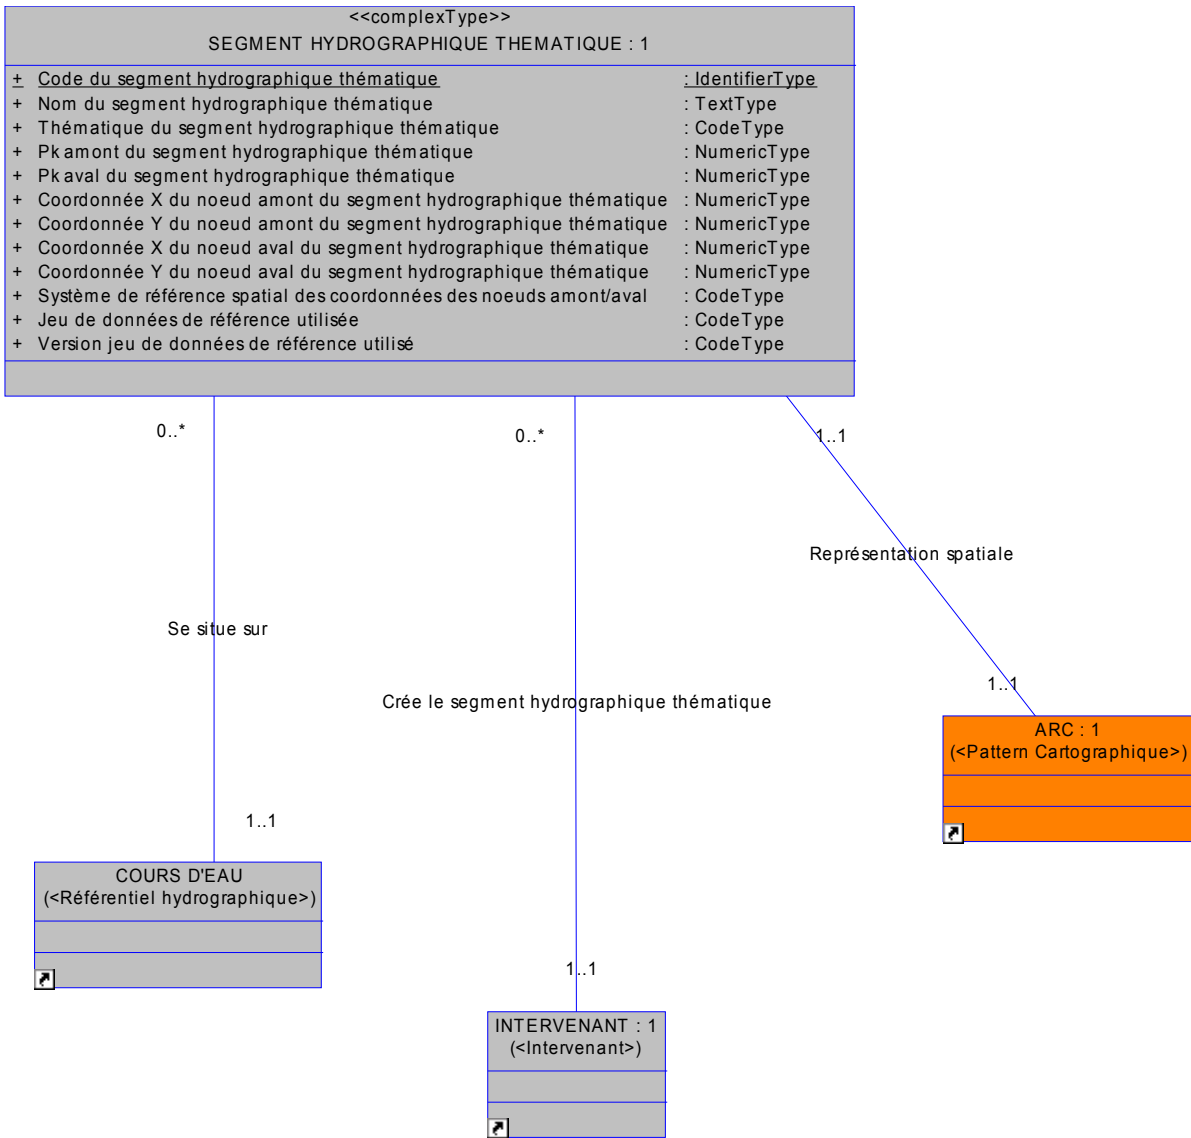 <<complexType>>
SEGMENT HYDROGRAPHIQUE THEMATIQUE : 1
+ Code du segment hydrographique thématique : IdentifierType
+ Nom du segment hydrographique thématique : TextType
+ Thématique du segment hydrographique thématique : CodeType
+ Pk amont du segment hydrographique thématique : NumericType
+ Pk aval du segment hydrographique thématique : NumericType
+ Coordonnée X du noeud amont du segment hydrographique thématique : NumericType
+ Coordonnée Y du noeud amont du segment hydrographique thématique : NumericType
+ Coordonnée X du noeud aval du segment hydrographique thématique : NumericType
+ Coordonnée Y du noeud aval du segment hydrographique thématique : NumericType
+ Système de référence spatial des coordonnées des noeuds amont/aval : CodeType
+ Jeu de données de référence utilisée : CodeType
+ Version jeu de données de référence utilisé : CodeType
0..*
0..*
1..1
Représentation spatiale
Se situe sur
1..1
Crée le segment hydrographique thématique
ARC : 1
(<Pattern Cartographique>)
1..1
COURS D'EAU
(<Référentiel hydrographique>)
1..1
INTERVENANT : 1
(<Intervenant>)